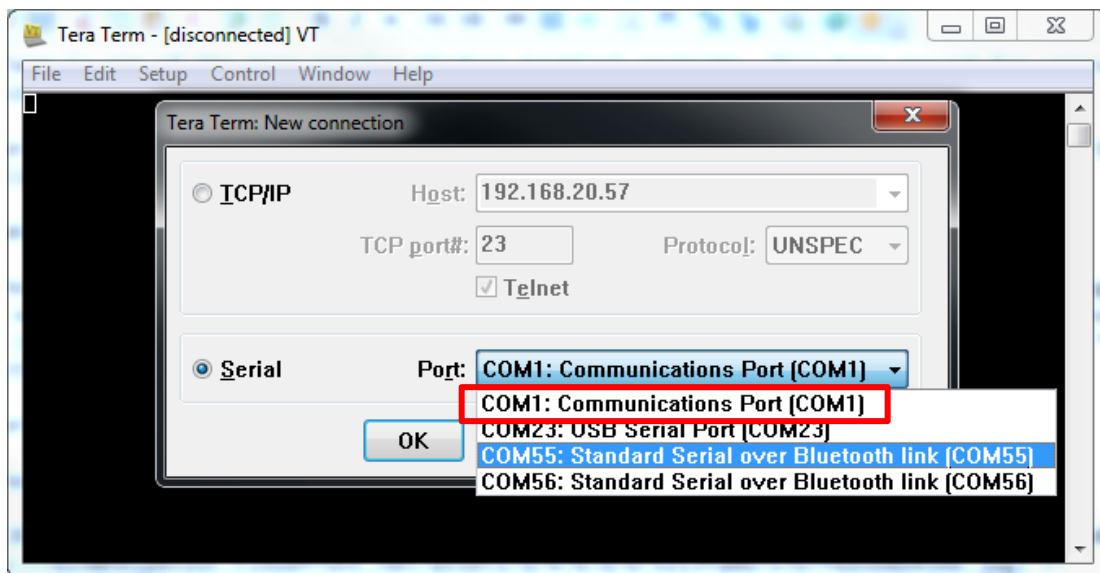 Tera Term - [disconnected] VT
File Edit Setup Control Window Help
Tera Term: New connection
TCP/IP Host: 192.168.20.57
TCP port#: 23 Protocol: UNSPEC
Telnet
Serial Port: COM1: Communications Port (COM1)
COM1: Communications Port (COM1)
OK COM23: USB Serial Port (COM23)
COM55: Standard Serial over Bluetooth link (COM55)
COM56: Standard Serial over Bluetooth link (COM56)